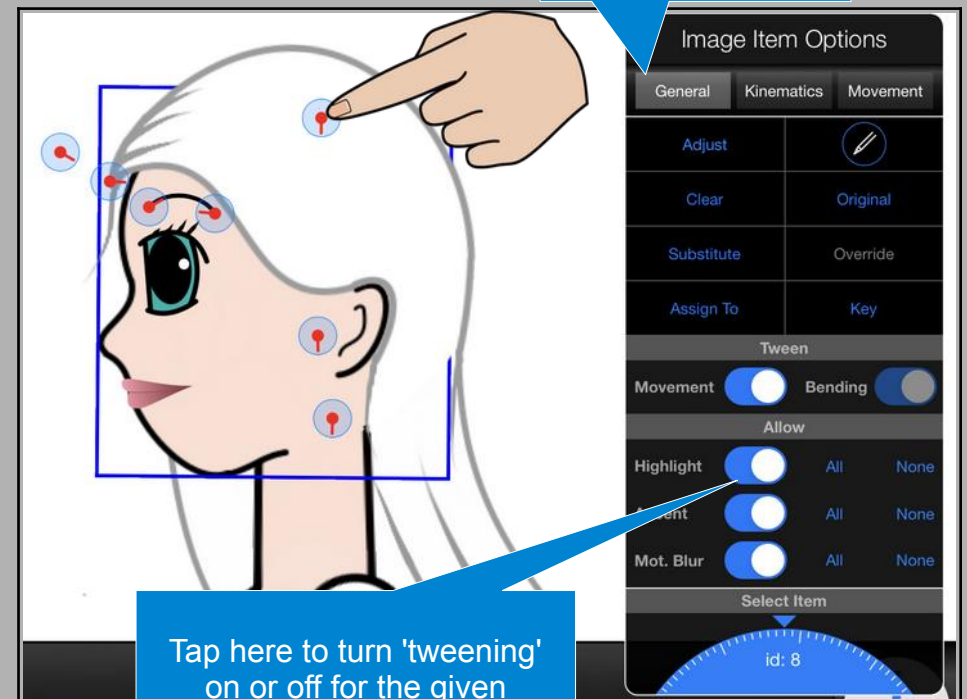 Image Item Options
General Kinematics Movement
Adjust
Clear Original
Substitute Override
Assign To Key
Tween
Movement Bending
Allow
Highlight All None
All None
Mot. Blur All None
Select Item
id: 8
Tap here to turn 'tweening'
on or off for the given